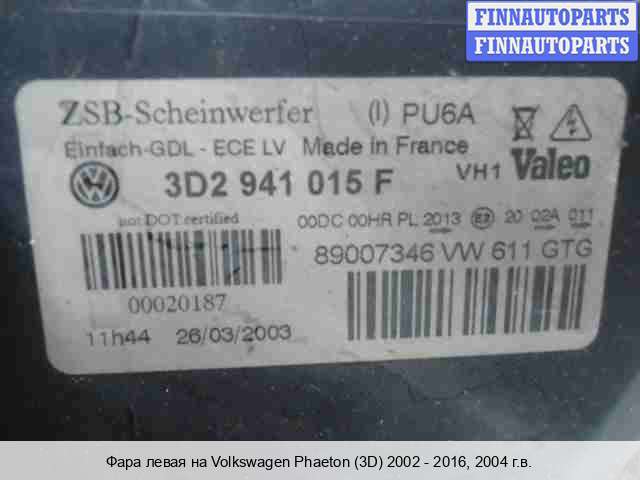 FINNAUTOPARTS
FINNAUTOPARTS
ZSB-Scheinwerfer (I) PU6A
Einfach-GDL - ECE LV Made in France
3D2 941 015 F VH1 Valeo
not DOT certified
00DC 00HR PL 2013 E2 20 02A 011
89007346 VW 611 GTG
00020187
11h44 26/03/2003
Фара левая на Volkswagen Phaeton (3D) 2002 - 2016, 2004 г.в.